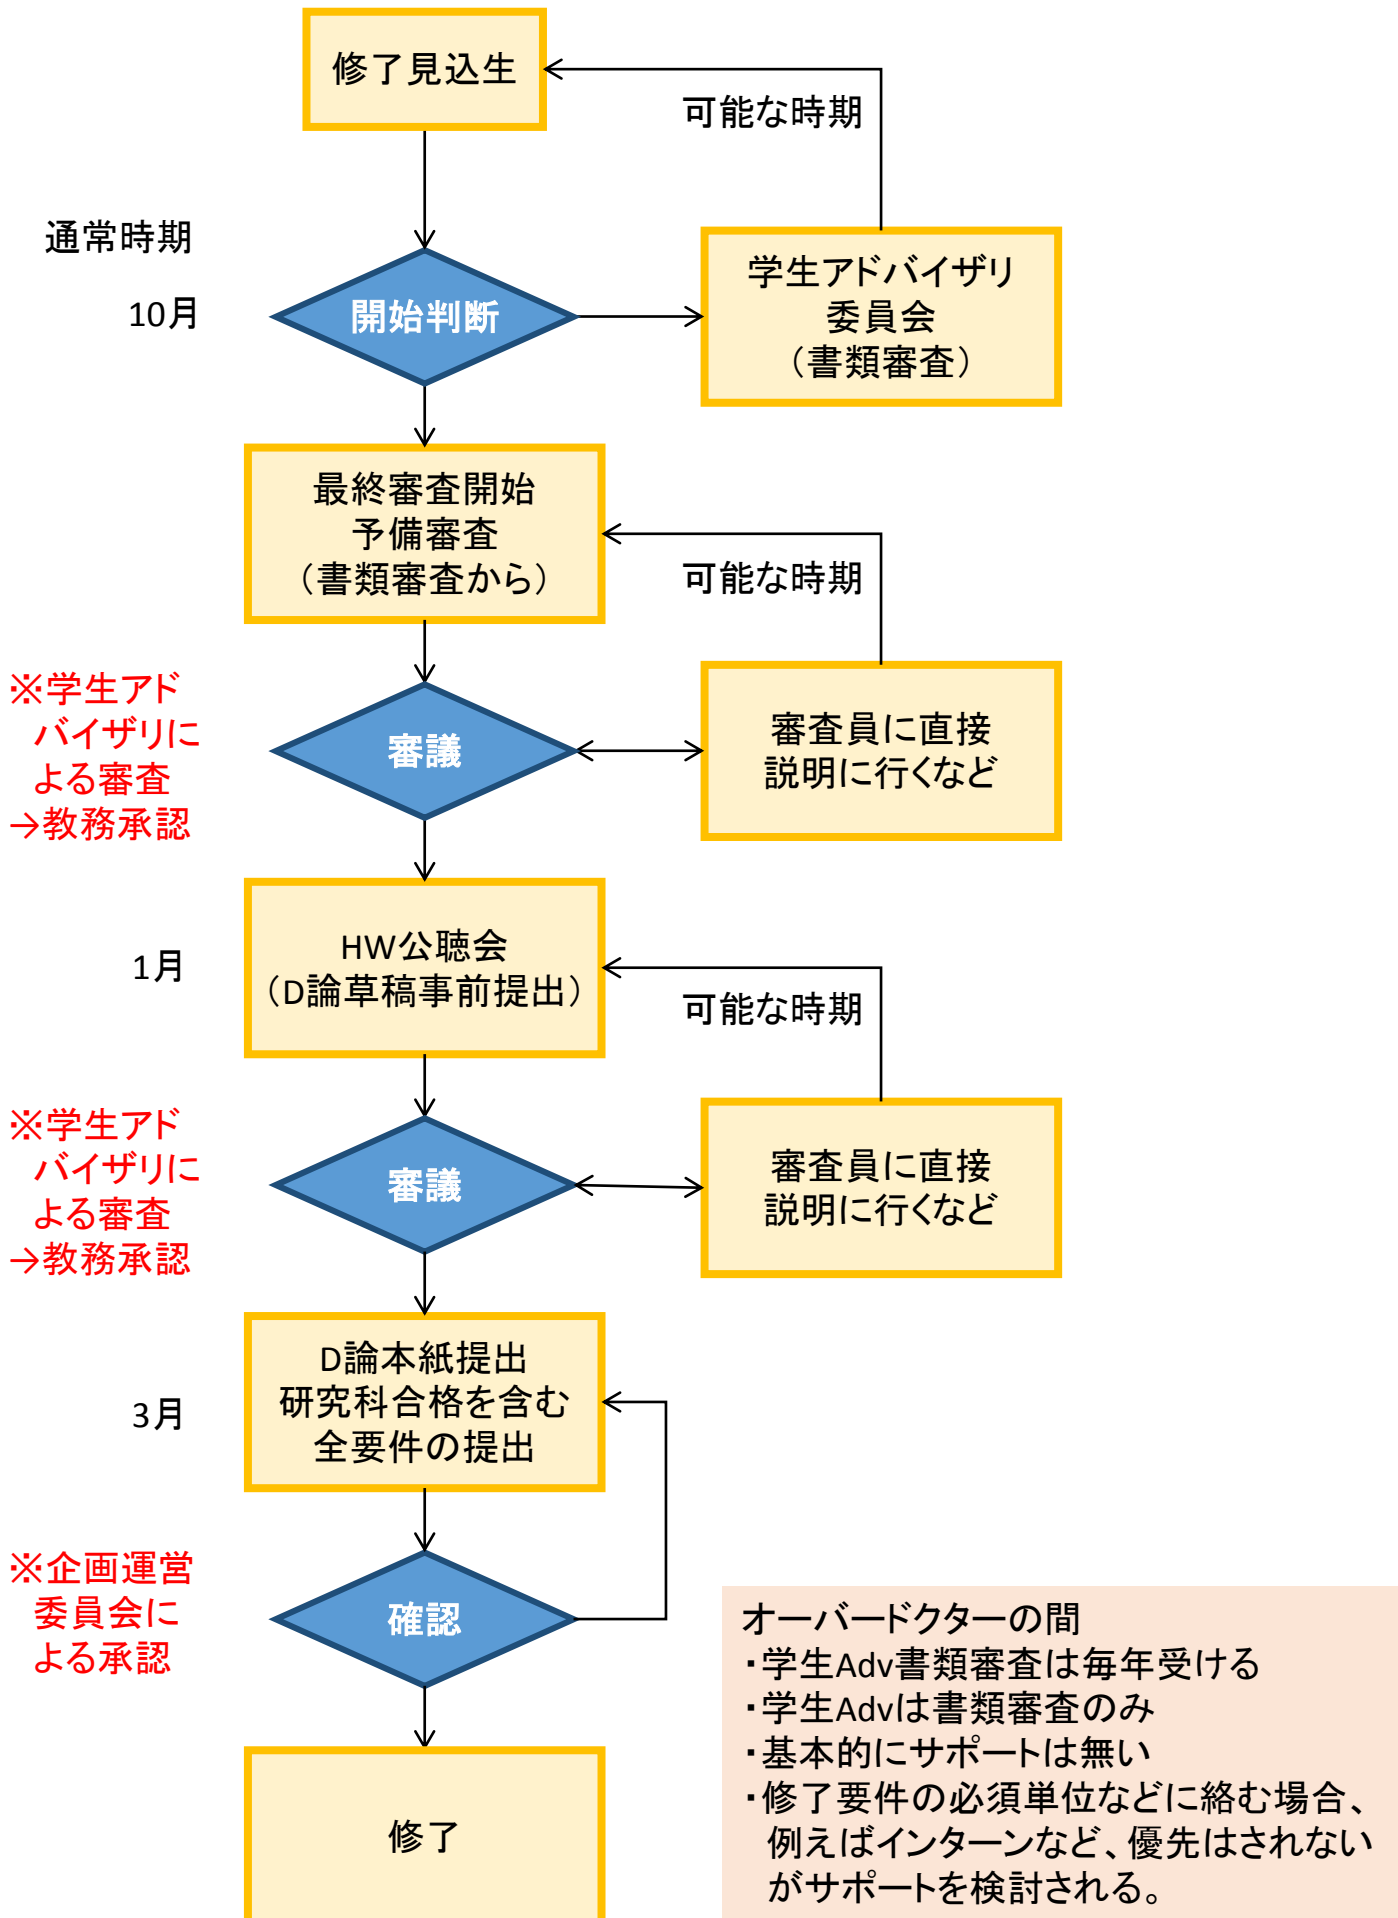 修了見込生
可能な時期
通常時期
10月
開始判断
学生アドバイザリ
委員会
（書類審査）
最終審査開始
予備審査
（書類審査から）
可能な時期
※学生アド
バイザリに
よる審査
→教務承認
審議
審査員に直接
説明に行くなど
1月
HW公聴会
（D論草稿事前提出）
可能な時期
※学生アド
バイザリに
よる審査
→教務承認
審議
審査員に直接
説明に行くなど
3月
D論本紙提出
研究科合格を含む
全要件の提出
※企画運営
委員会に
よる承認
確認
修了
オーバードクターの間
・学生Adv書類審査は毎年受ける
・学生Advは書類審査のみ
・基本的にサポートは無い
・修了要件の必須単位などに絡む場合、
例えばインターンなど、優先はされない
がサポートを検討される。